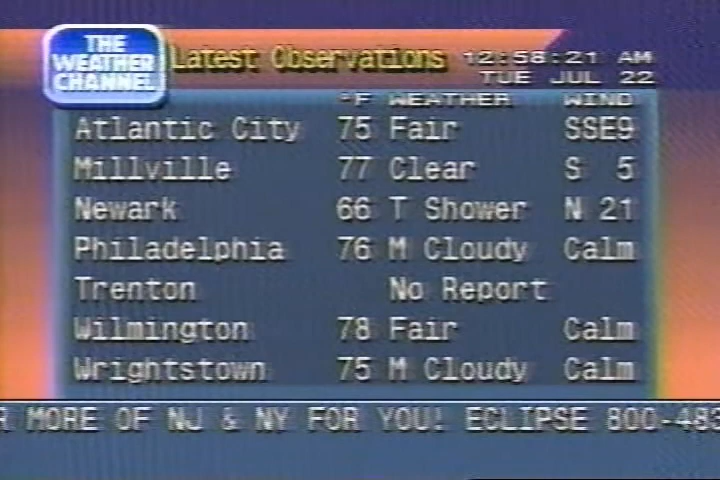 THE
WEATHER
CHANNEL
Latest Observations
12:58:21 AM
TUE JUL 22
°F WEATHER WIND
Atlantic City 75 Fair SSE9
Millville 77 Clear S 5
Newark 66 T Shower N 21
Philadelphia 76 M Cloudy Calm
Trenton No Report
Wilmington 78 Fair Calm
Wrightstown 75 M Cloudy Calm
R MORE OF NJ & NY FOR YOU! ECLIPSE 800-483